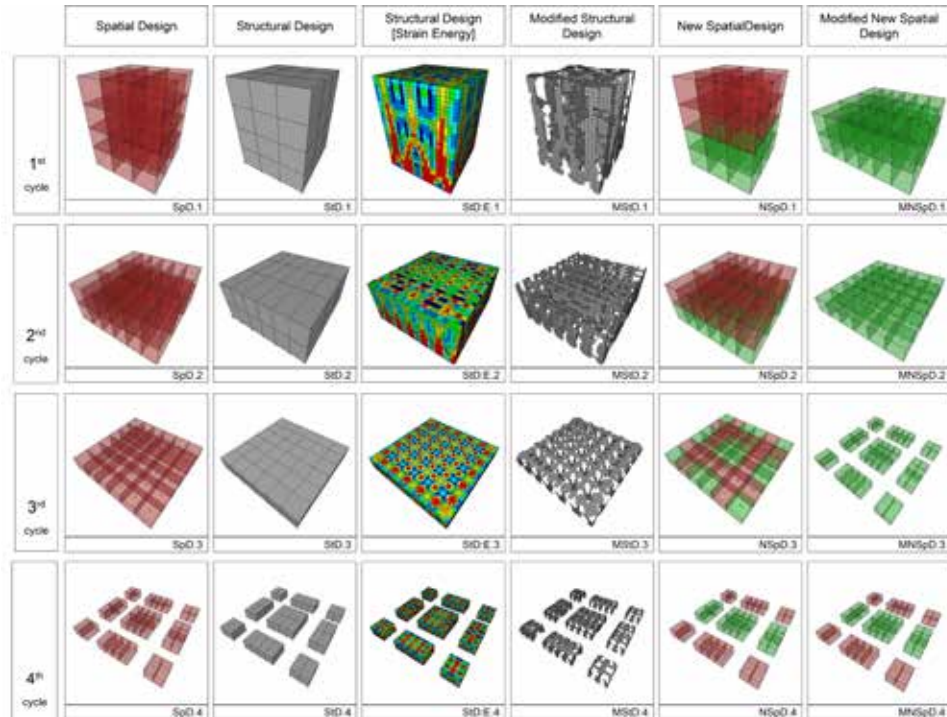 Spatial Design
Structural Design
Structural Design
[Strain Energy]
Modified Structural
Design
New SpatialDesign
Modified New Spatial
Design
1st
cycle
SpD.1
StD.1
StD.E.1
MStD.1
NSpD.1
MNSpD.1
2nd
cycle
SpD.2
StD.2
StD.E.2
MStD.2
NSpD.2
MNSpD.2
3rd
cycle
SpD.3
StD.3
StD.E.3
MStD.3
NSpD.3
MNSpD.3
4th
cycle
SpD.4
StD.4
StD.E.4
MStD.4
NSpD.4
MNSpD.4